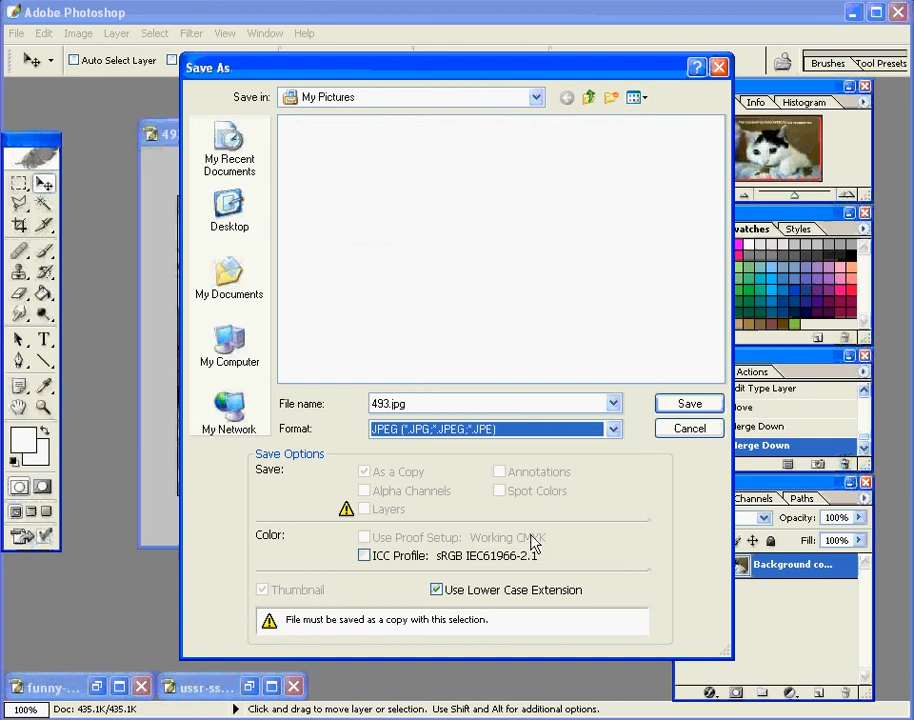 Adobe Photoshop
File Edit Image Layer Select Filter View Window Help
Auto Select Layer
Brushes Tool Presets
Save As
Save in: My Pictures
My Recent
Documents
Desktop
My Documents
My Computer
My Network
File name: 493.jpg Save
Format: JPEG (*.JPG;*.JPEG;*.JPE) Cancel
Save Options
Save: As a Copy Annotations
Alpha Channels Spot Colors
Layers
Color: Use Proof Setup: Working CMYK
ICC Profile: sRGB IEC61966-2.1
Thumbnail Use Lower Case Extension
File must be saved as a copy with this selection.
49
Info Histogram
watches Styles
Actions
dit Type Layer
ove
erge Down
erge Down
Channels Paths
Opacity: 100%
Fill: 100%
Background co...
funny-... ussr-ss...
100% Doc: 435.1K/435.1K Click and drag to move layer or selection. Use Shift and Alt for additional options.